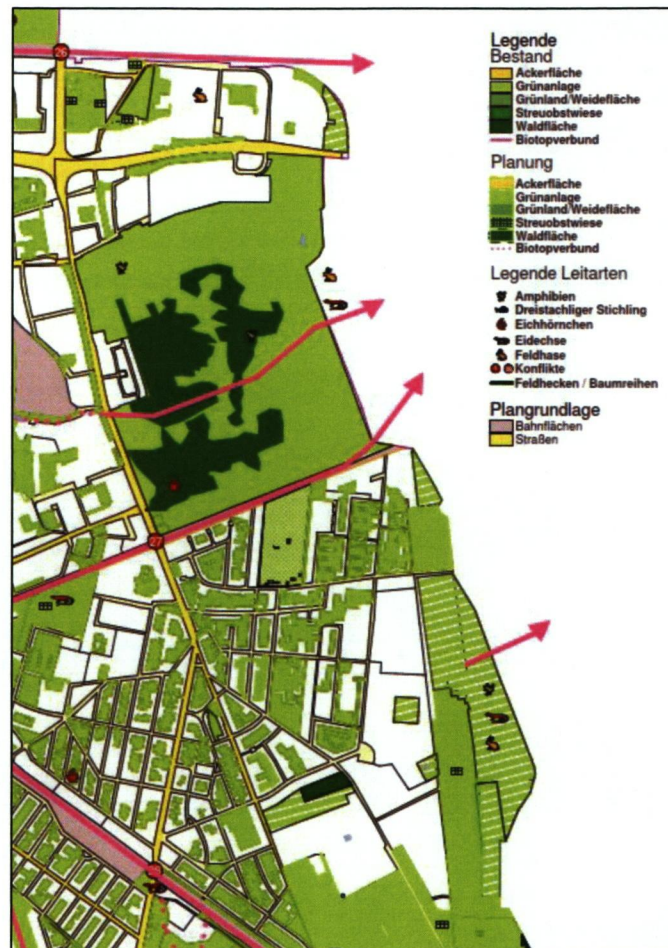 26
27
Legende
Bestand
Ackerfläche
Grünanlage
Grünland/Weidefläche
Streuobstwiese
Waldfläche
Biotopverbund
Planung
Ackerfläche
Grünanlage
Grünland/Weidefläche
Streuobstwiese
Waldfläche
Biotopverbund
Legende Leitarten
Amphibien
Dreistachliger Stichling
Eichhörnchen
Eidechse
Feldhase
Konflikte
Feldhecken / Baumreihen
Plangrundlage
Bahnflächen
Straßen